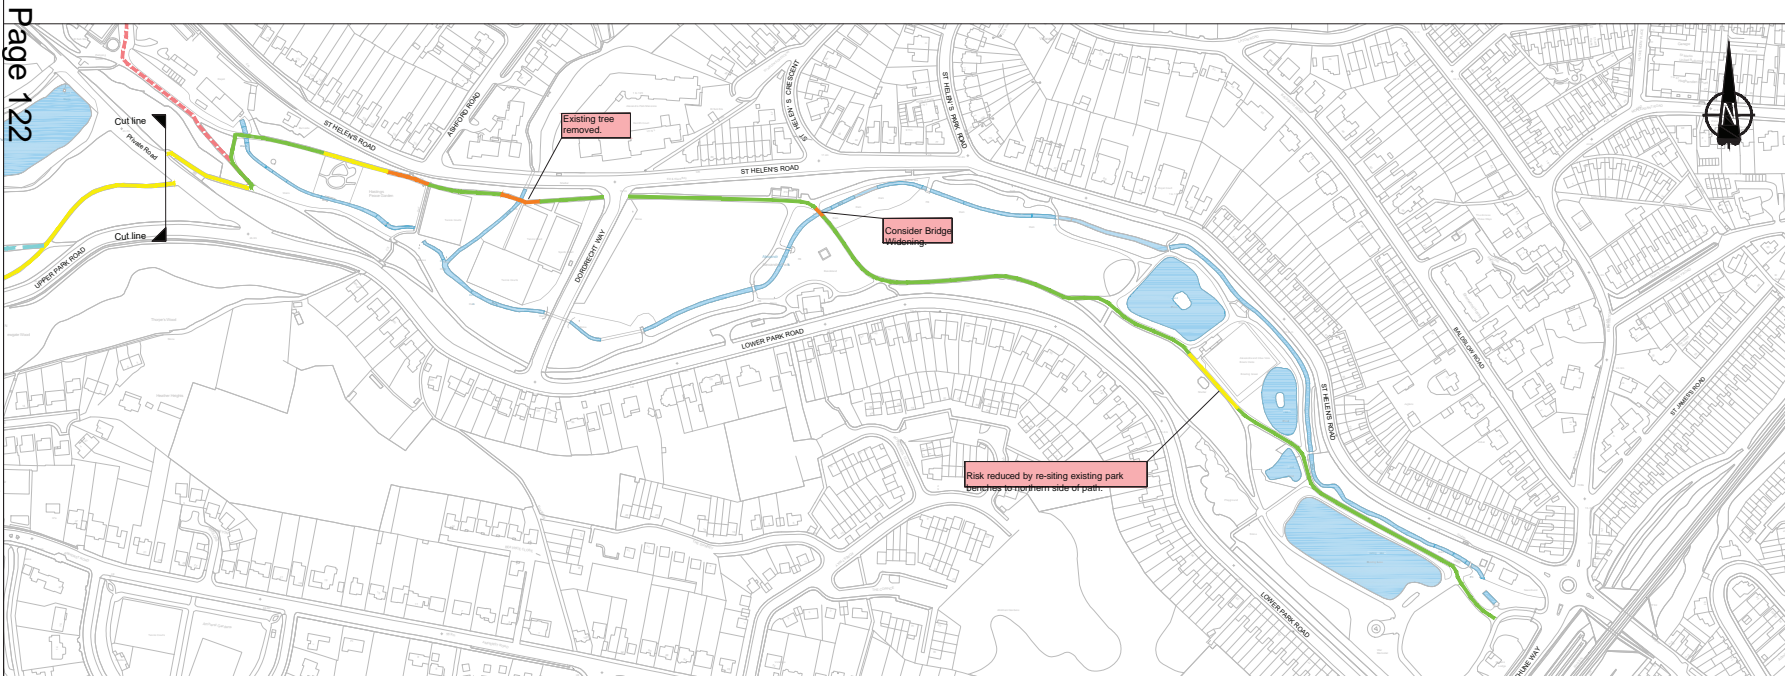 Page 122
Cut line
Private Road
Cut line
UPPER PARK ROAD
ST HELEN'S ROAD
ASHFORD ROAD
Existing tree
removed.
ST HELEN'S CRESCENT
ST HELEN'S PARK ROAD
ST HELEN'S ROAD
N
DORDRECHT WAY
Consider Bridge
Widening.
LOWER PARK ROAD
BALDSLOW ROAD
ST JAMES'S ROAD
ST HELEN'S ROAD
Risk reduced by re-siting existing park
benches to northern side of path.
LOWER PARK ROAD
HUNE WAY